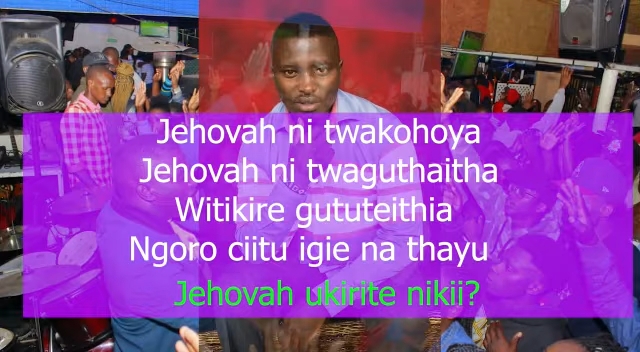 Jehovah ni twakohoya
Jehovah ni twaguthaitha
Witikire gututeithia
Ngoro ciitu igie na thayu
Jehovah ukirite nikii?